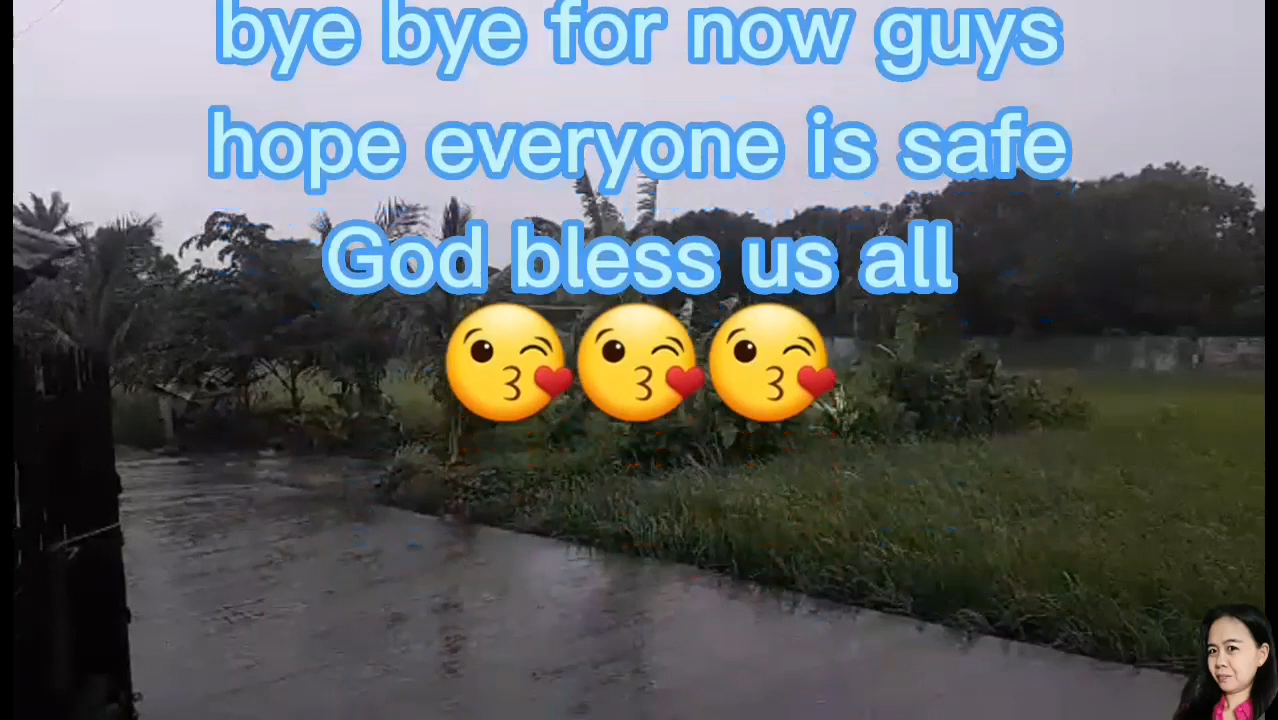 bye bye for now guys
hope everyone is safe
God bless us all
😘😘😘